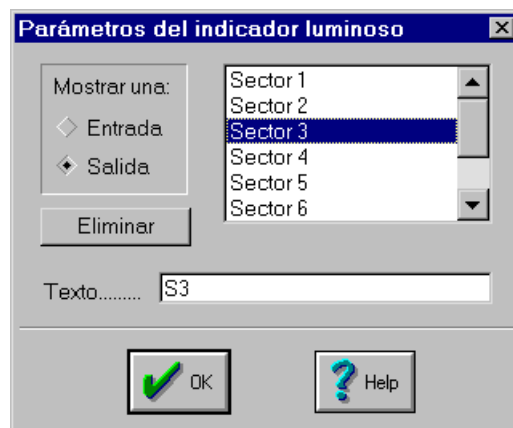 Parámetros del indicador luminoso
Mostrar una:
Entrada
Salida
Eliminar
Sector 1
Sector 2
Sector 3
Sector 4
Sector 5
Sector 6
Texto......... S3
OK
Help